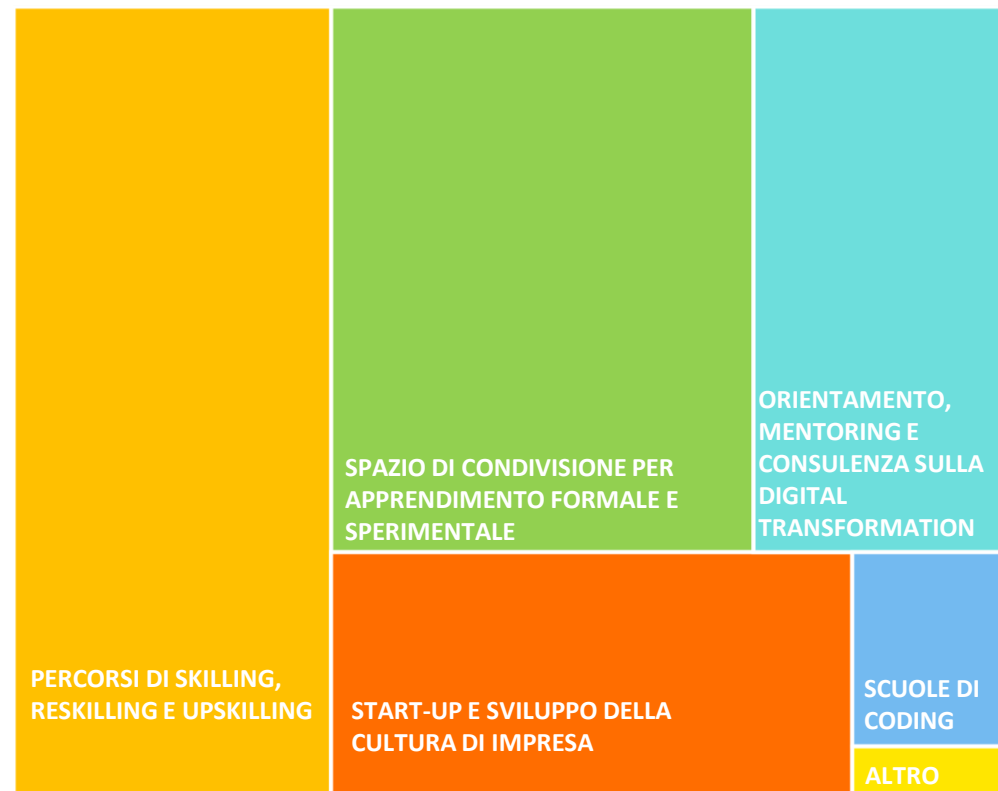 PERCORSI DI SKILLING,
RESKILLING E UPSKILLING
SPAZIO DI CONDIVISIONE PER
APPRENDIMENTO FORMALE E
SPERIMENTALE
ORIENTAMENTO,
MENTORING E
CONSULENZA SULLA
DIGITAL
TRANSFORMATION
START-UP E SVILUPPO DELLA
CULTURA DI IMPRESA
SCUOLE DI
CODING
ALTRO